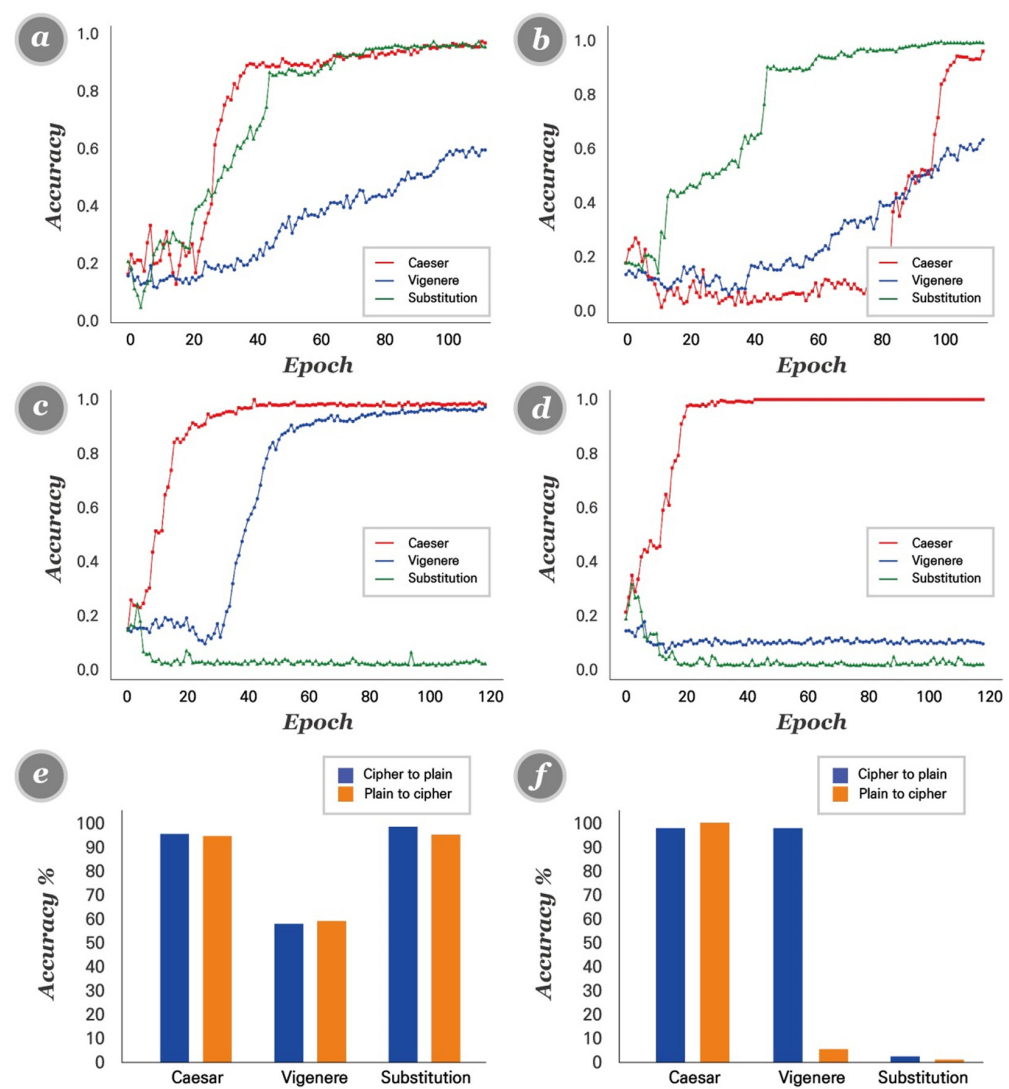 a
Accuracy
1.0
0.8
0.6
0.4
0.2
0.0
Caeser
Vigenere
Substitution
0 20 40 60 80 100
Epoch
b
Accuracy
1.0
0.8
0.6
0.4
0.2
0.0
Caeser
Vigenere
Substitution
0 20 40 60 80 100
Epoch
c
Accuracy
1.0
0.8
0.6
0.4
0.2
0.0
Caeser
Vigenere
Substitution
0 20 40 60 80 100 120
Epoch
d
Accuracy
1.0
0.8
0.6
0.4
0.2
0.0
Caeser
Vigenere
Substitution
0 20 40 60 80 100 120
Epoch
e
Cipher to plain
Plain to cipher
Accuracy %
100
90
80
70
60
50
40
30
20
10
0
Caesar Vigenere Substitution
f
Cipher to plain
Plain to cipher
Accuracy %
100
90
80
70
60
50
40
30
20
10
0
Caesar Vigenere Substitution